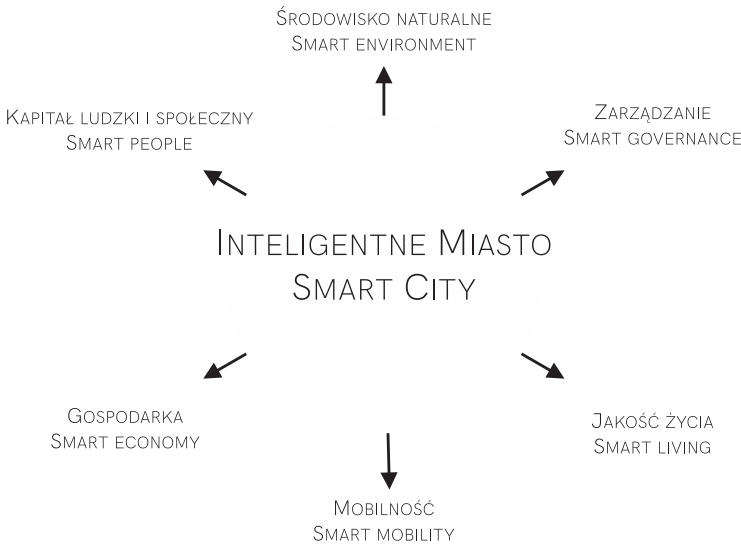 Środowisko naturalne
Smart environment
Kapitał ludzki i społeczny
Smart people
Zarządzanie
Smart governance
Inteligentne Miasto
Smart City
Gospodarka
Smart economy
Jakość życia
Smart living
Mobilność
Smart mobility